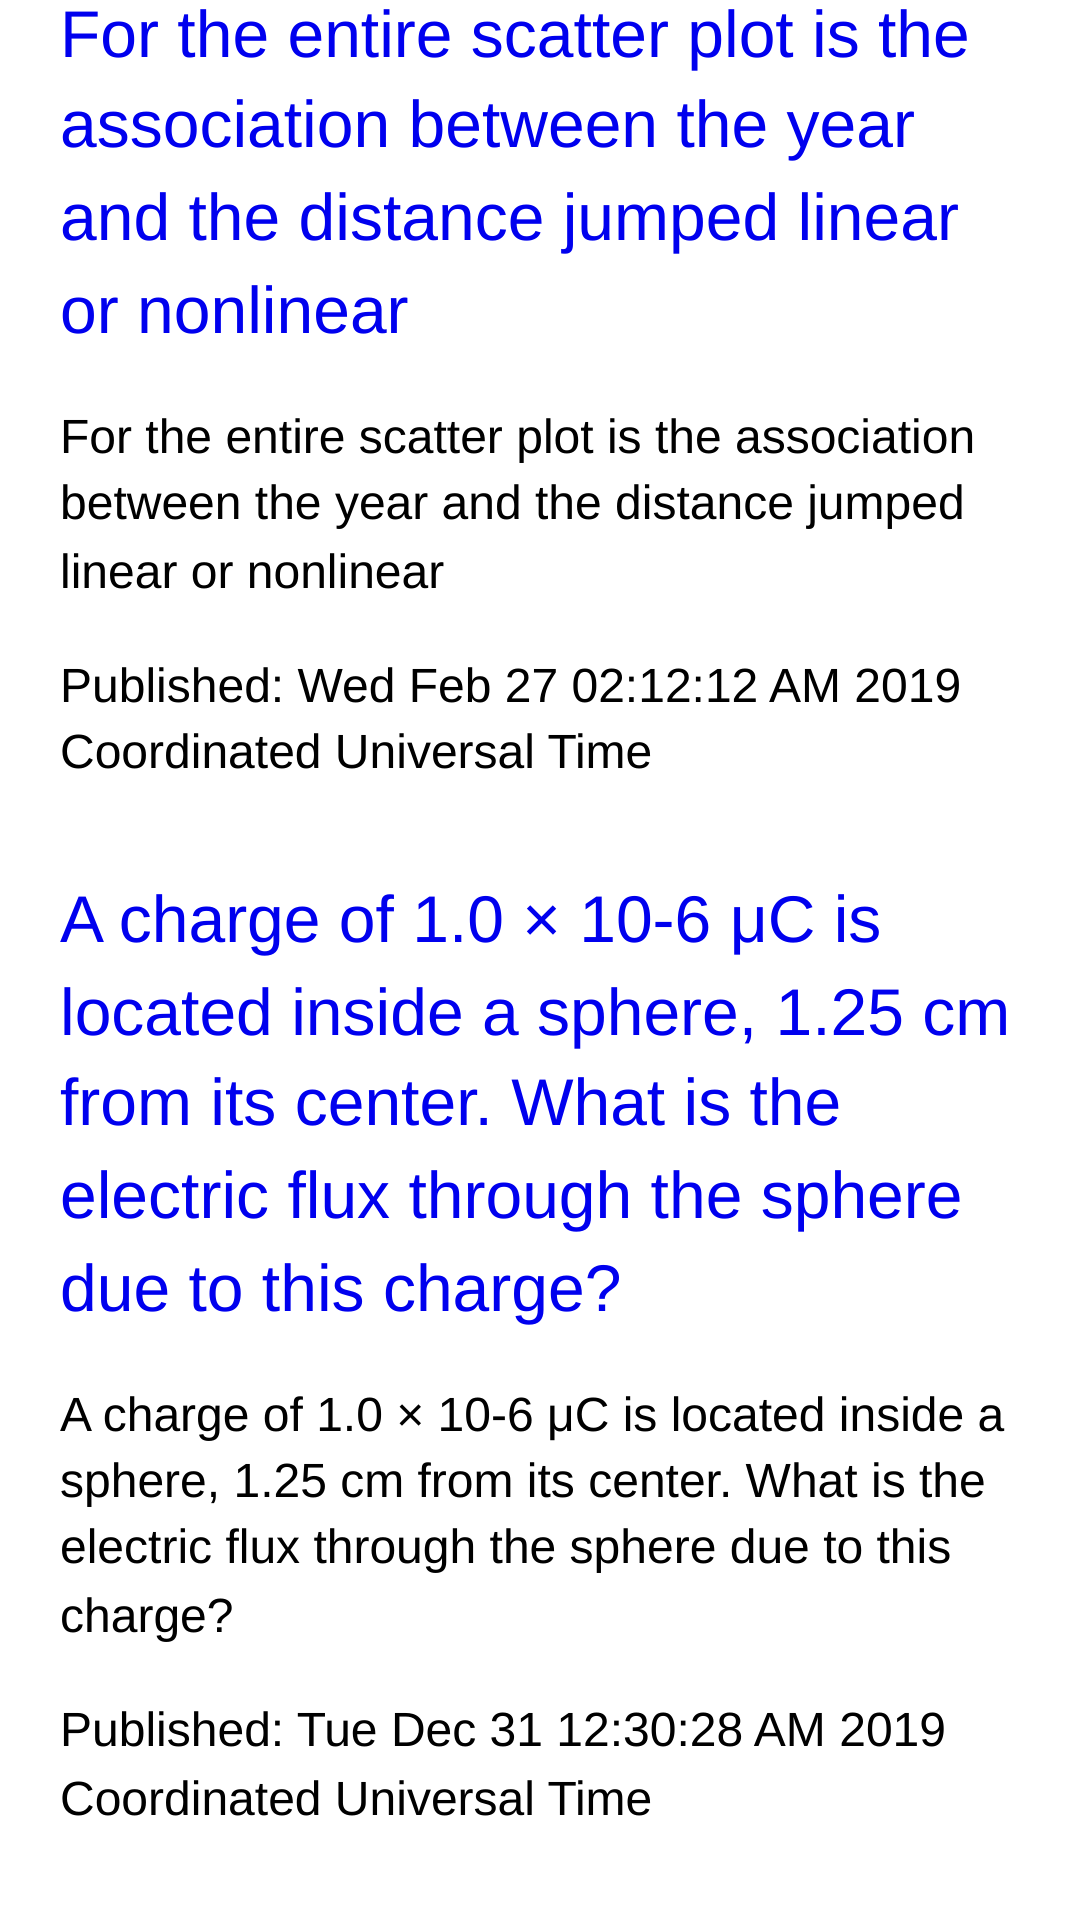 For the entire scatter plot is the
association between the year
and the distance jumped linear
or nonlinear
For the entire scatter plot is the association
between the year and the distance jumped
linear or nonlinear
Published: Wed Feb 27 02:12:12 AM 2019
Coordinated Universal Time
A charge of 1.0 × 10-6 μC is
located inside a sphere, 1.25 cm
from its center. What is the
electric flux through the sphere
due to this charge?
A charge of 1.0 × 10-6 μC is located inside a
sphere, 1.25 cm from its center. What is the
electric flux through the sphere due to this
charge?
Published: Tue Dec 31 12:30:28 AM 2019
Coordinated Universal Time